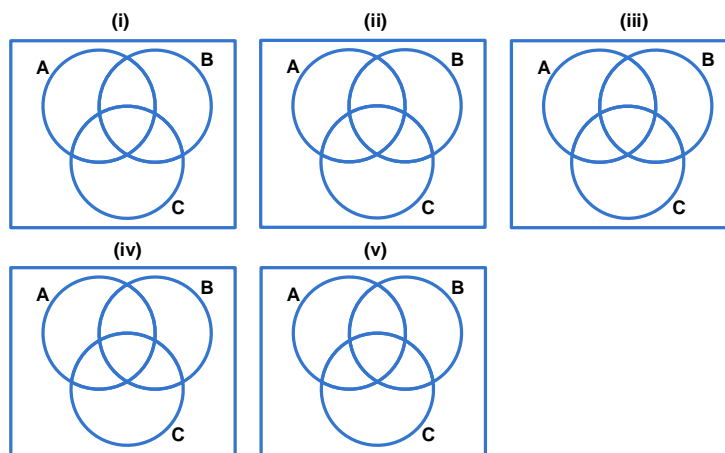 (i) (ii) (iii)
A B A B A B
C C C
(iv) (v)
A B A B
C C